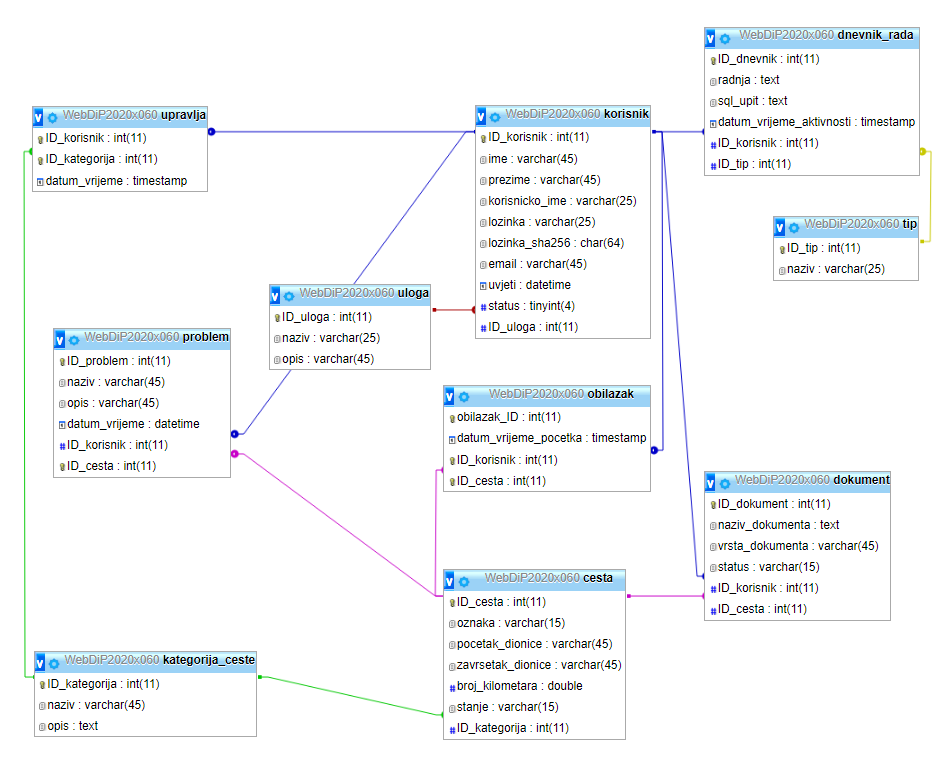 WebDiP2020x060 dnevnik_rada
ID_dnevnik : int(11)
radnja : text
sql_upit : text
datum_vrijeme_aktivnosti : timestamp
ID_korisnik : int(11)
ID_tip : int(11)
WebDiP2020x060 upravlja
ID_korisnik : int(11)
ID_kategorija : int(11)
datum_vrijeme : timestamp
WebDiP2020x060 korisnik
ID_korisnik : int(11)
ime : varchar(45)
prezime : varchar(45)
korisnicko_ime : varchar(25)
lozinka : varchar(25)
lozinka_sha256 : char(64)
email : varchar(45)
uvjeti : datetime
status : tinyint(4)
ID_uloga : int(11)
WebDiP2020x060 tip
ID_tip : int(11)
naziv : varchar(25)
WebDiP2020x060 uloga
ID_uloga : int(11)
naziv : varchar(25)
opis : varchar(45)
WebDiP2020x060 problem
ID_problem : int(11)
naziv : varchar(45)
opis : varchar(45)
datum_vrijeme : datetime
ID_korisnik : int(11)
ID_cesta : int(11)
WebDiP2020x060 obilazak
obilazak_ID : int(11)
datum_vrijeme_pocetka : timestamp
ID_korisnik : int(11)
ID_cesta : int(11)
WebDiP2020x060 dokument
ID_dokument : int(11)
naziv_dokumenta : text
vrsta_dokumenta : varchar(45)
status : varchar(15)
ID_korisnik : int(11)
ID_cesta : int(11)
WebDiP2020x060 cesta
ID_cesta : int(11)
oznaka : varchar(15)
pocetak_dionice : varchar(45)
zavrsetak_dionice : varchar(45)
broj_kilometara : double
stanje : varchar(15)
ID_kategorija : int(11)
WebDiP2020x060 kategorija_ceste
ID_kategorija : int(11)
naziv : varchar(45)
opis : text